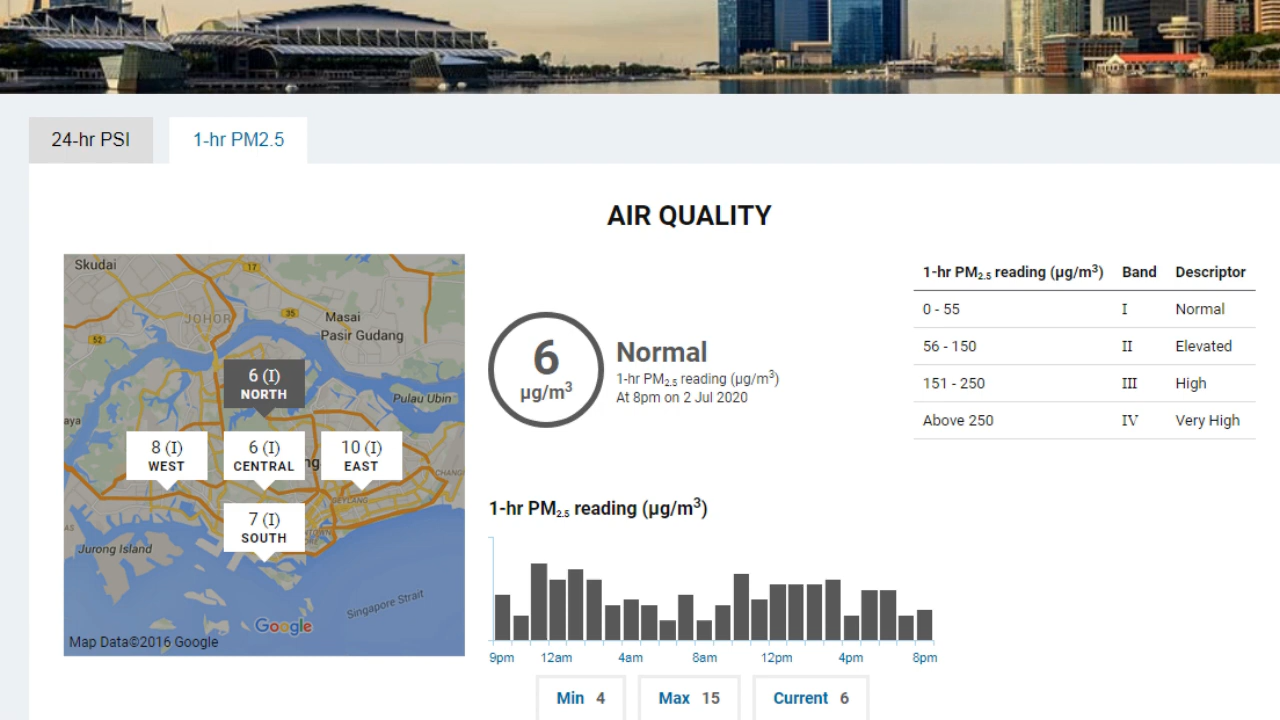 24-hr PSI
1-hr PM2.5
AIR QUALITY
Skudai
17
JOHOR
35
Masai
Pasir Gudang
52
6 (I)
NORTH
Pulau Ubin
aya
8 (I)
WEST
6 (I)
CENTRAL
ng
10 (I)
EAST
CHANGI
GEYLANG
7 (I)
SOUTH
AS
Jurong Island
Singapore Strait
Google
Map Data©2016 Google
6
µg/m³
Normal
1-hr PM2.5 reading (µg/m³)
At 8pm on 2 Jul 2020
1-hr PM2.5 reading (µg/m³) Band Descriptor
0 - 55 I Normal
56 - 150 II Elevated
151 - 250 III High
Above 250 IV Very High
1-hr PM2.5 reading (µg/m³)
9pm 12am 4am 8am 12pm 4pm 8pm
Min 4 Max 15 Current 6